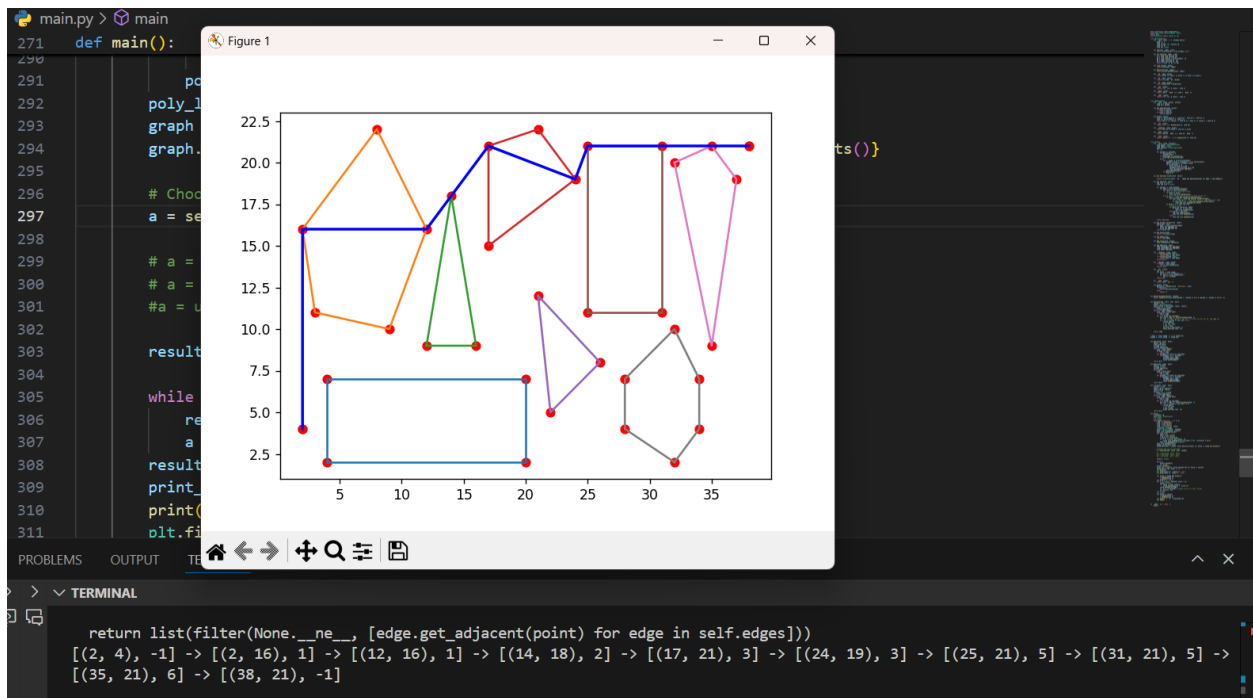 main.py > main
271 def main():
290
291 po
292 poly_l
293 graph
294 graph. ts()}
295
296 # Choo
297 a = se
298
299 # a =
300 # a =
301 #a = u
302
303 result
304
305 while
306 re
307 a
308 result
309 print_
310 print(
311 plt.fi
Figure 1
22.5
20.0
17.5
15.0
12.5
10.0
7.5
5.0
2.5
5 10 15 20 25 30 35
PROBLEMS OUTPUT TE
TERMINAL
return list(filter(None.__ne__, [edge.get_adjacent(point) for edge in self.edges]))
[(2, 4), -1] -> [(2, 16), 1] -> [(12, 16), 1] -> [(14, 18), 2] -> [(17, 21), 3] -> [(24, 19), 3] -> [(25, 21), 5] -> [(31, 21), 5] ->
[(35, 21), 6] -> [(38, 21), -1]